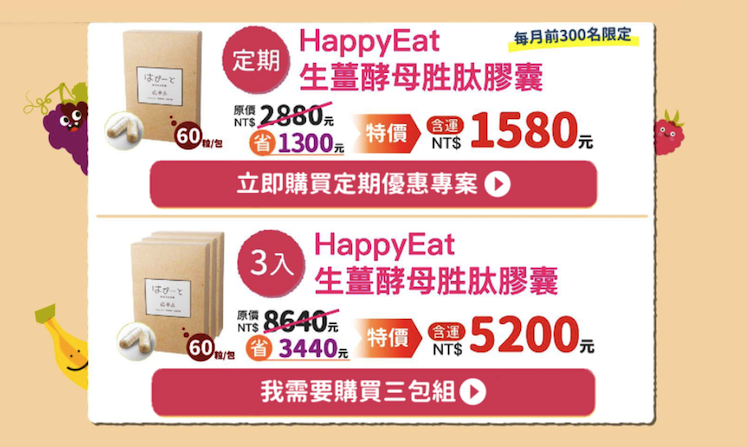 每月前300名限定
定期
HappyEat
生薑酵母胜肽膠囊
原價
NT$ 2880元
省 1300元
特價
含運
NT$ 1580元
はぴーと
60粒/包
立即購買定期優惠專案
3入
HappyEat
生薑酵母胜肽膠囊
原價
NT$ 8640元
省 3440元
特價
含運
NT$ 5200元
はぴーと
60粒/包
我需要購買三包組